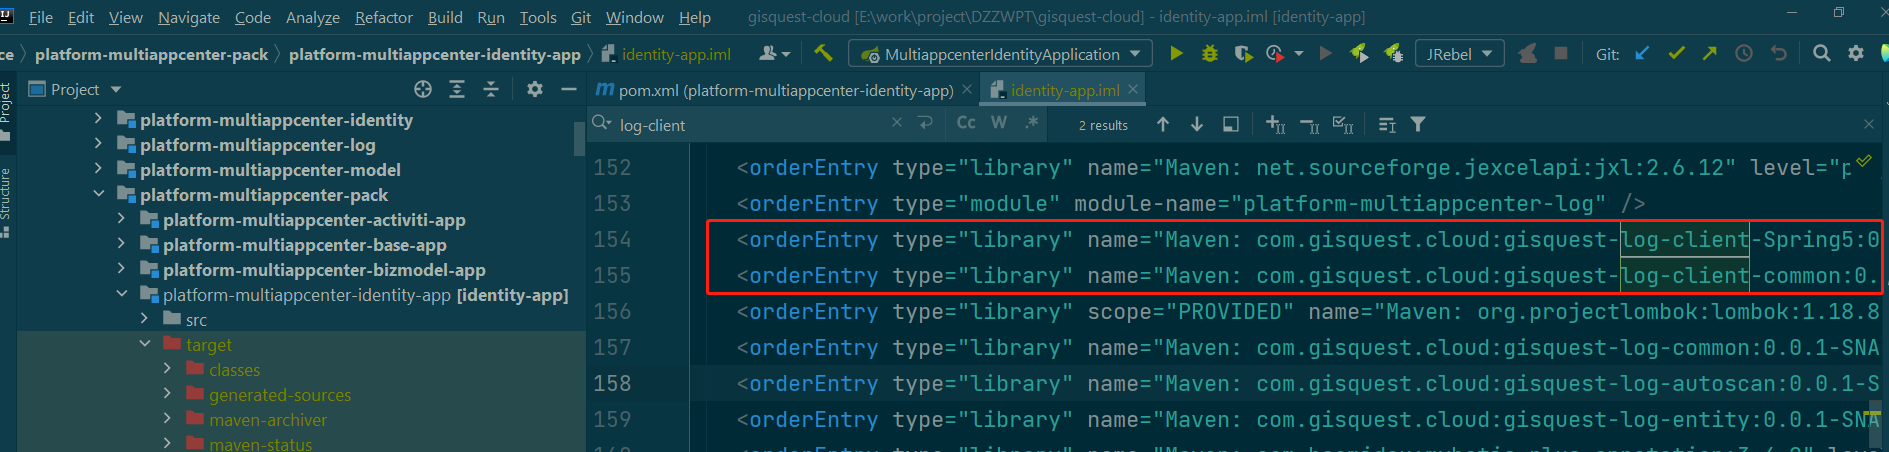 File Edit View Navigate Code Analyze Refactor Build Run Tools Git Window Help gisquest-cloud [E:\work\project\DZZWPT\gisquest-cloud] - identity-app.iml [identity-app]
ce platform-multiappcenter-pack platform-multiappcenter-identity-app identity-app.iml MultiappcenterIdentityApplication JRebel Git:
Project
Structure
Project
platform-multiappcenter-identity
platform-multiappcenter-log
platform-multiappcenter-model
platform-multiappcenter-pack
platform-multiappcenter-activiti-app
platform-multiappcenter-base-app
platform-multiappcenter-bizmodel-app
platform-multiappcenter-identity-app [identity-app]
src
target
classes
generated-sources
maven-archiver
maven-status
pom.xml (platform-multiappcenter-identity-app) identity-app.iml
log-client Cc W .* 2 results
152 <orderEntry type="library" name="Maven: net.sourceforge.jexcelapi:jxl:2.6.12" level="p
153 <orderEntry type="module" module-name="platform-multiappcenter-log" />
154 <orderEntry type="library" name="Maven: com.gisquest.cloud:gisquest-log-client-Spring5:0
155 <orderEntry type="library" name="Maven: com.gisquest.cloud:gisquest-log-client-common:0.
156 <orderEntry type="library" scope="PROVIDED" name="Maven: org.projectlombok:lombok:1.18.8
157 <orderEntry type="library" name="Maven: com.gisquest.cloud:gisquest-log-common:0.0.1-SNA
158 <orderEntry type="library" name="Maven: com.gisquest.cloud:gisquest-log-autoscan:0.0.1-S
159 <orderEntry type="library" name="Maven: com.gisquest.cloud:gisquest-log-entity:0.0.1-SNA